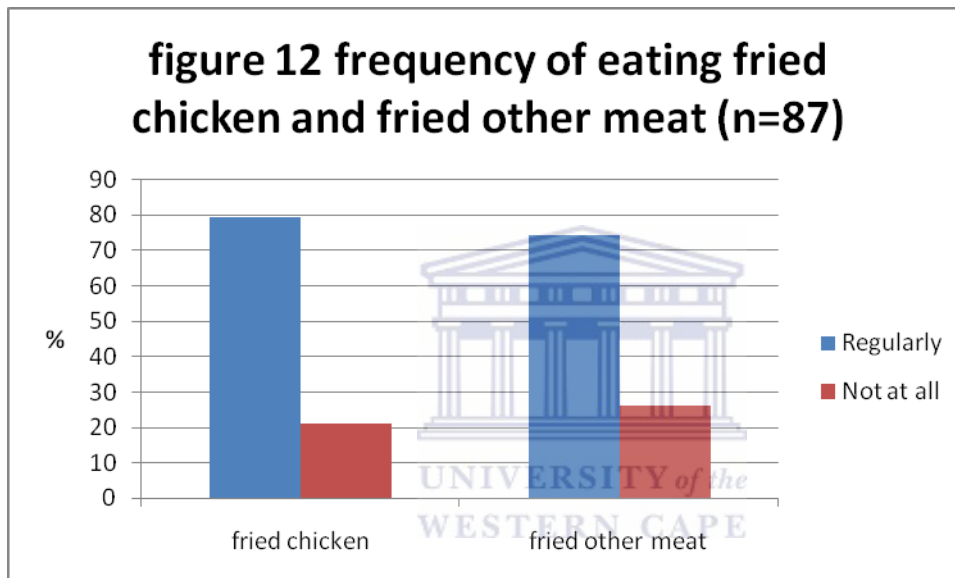 figure 12 frequency of eating fried
chicken and fried other meat (n=87)
90
80
70
60
50
40
30
20
10
0
%
Regularly
Not at all
fried chicken
fried other meat
UNIVERSITY of the
WESTERN CAPE